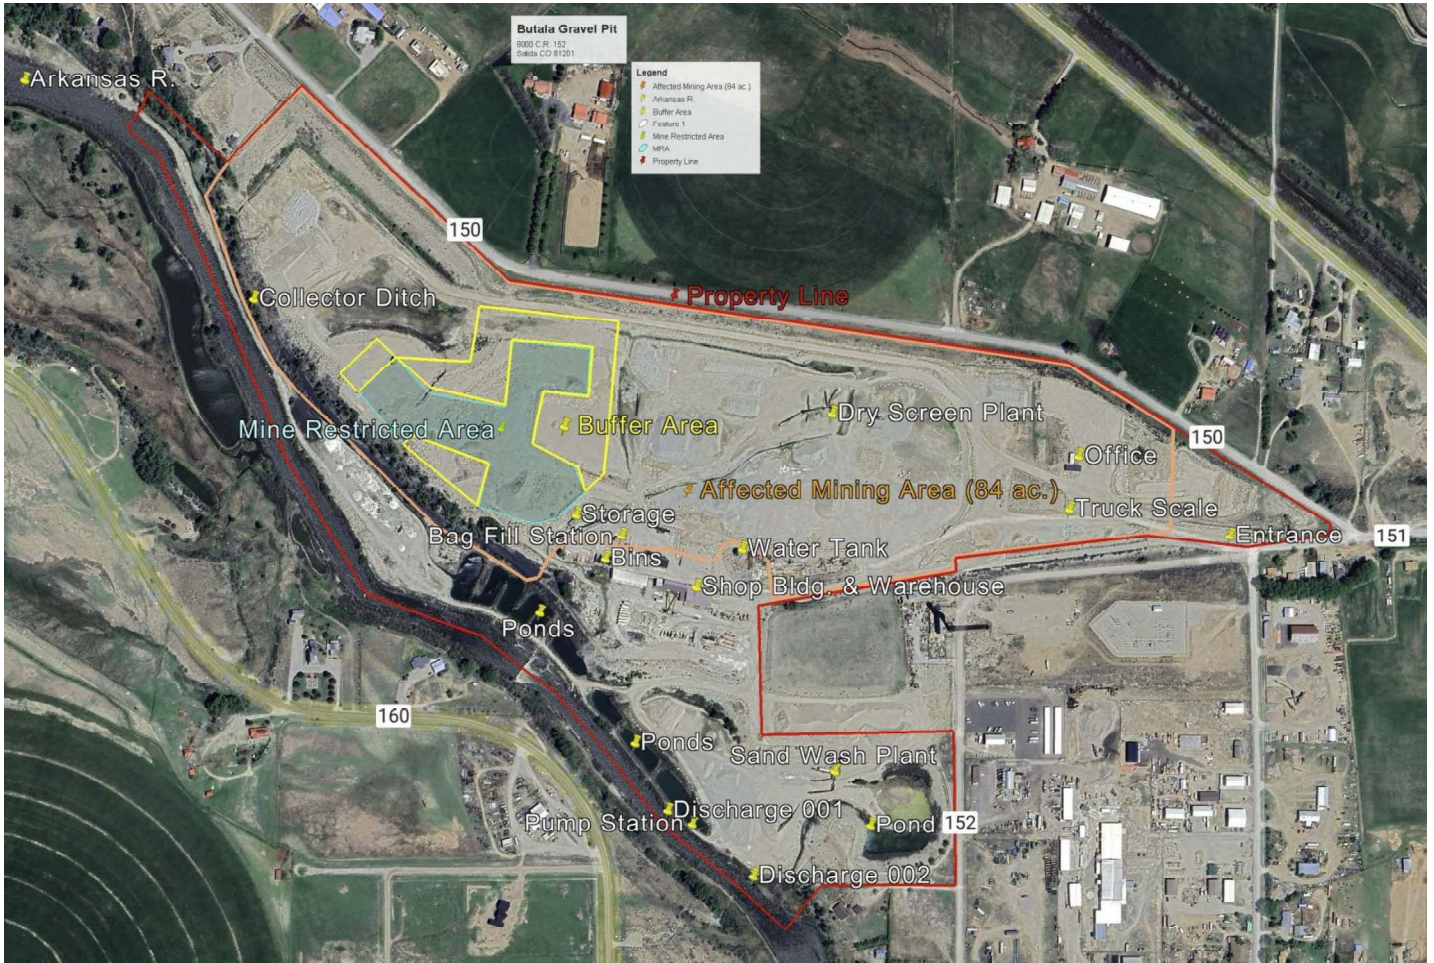 Butala Gravel Pit
9000 C.R. 152
Salida CO 81201
Legend
Affected Mining Area (84 ac.)
Arkansas R.
Buffer Area
Feature 1
Mine Restricted Area
MRA
Property Line
Arkansas R.
150
Collector Ditch
Property Line
Dry Screen Plant
Mine Restricted Area
Buffer Area
150
Office
Affected Mining Area (84 ac.)
Truck Scale
Storage
Bag Fill Station
Entrance
151
Bins
Water Tank
Shop Bldg. & Warehouse
Ponds
160
Ponds
Sand Wash Plant
Discharge 001
Pump Station
Pond
152
Discharge 002